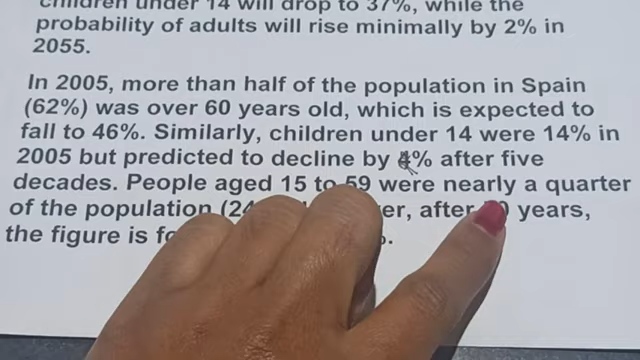 children under 14 will drop to 37%, while the
probability of adults will rise minimally by 2% in
2055.
In 2005, more than half of the population in Spain
(62%) was over 60 years old, which is expected to
fall to 46%. Similarly, children under 14 were 14% in
2005 but predicted to decline by 4% after five
decades. People aged 15 to 59 were nearly a quarter
of the population (24 after years,
the figure is